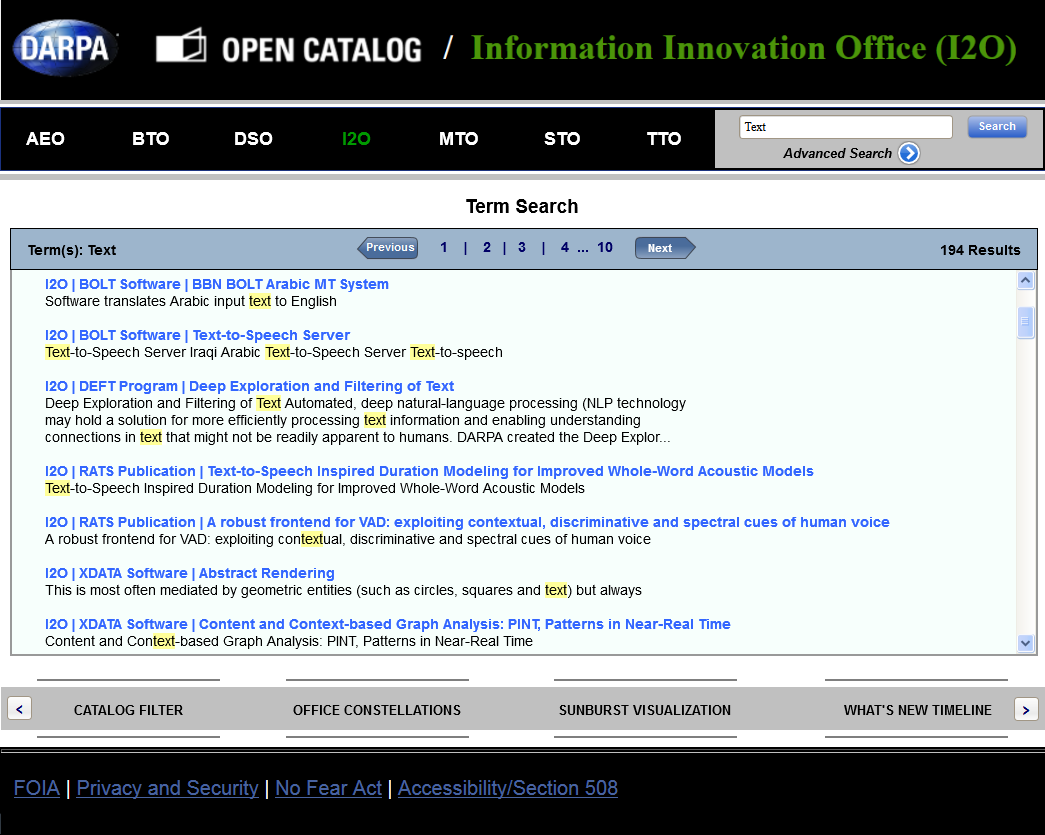 DARPA OPEN CATALOG / Information Innovation Office (I2O)
AEO BTO DSO I2O MTO STO TTO
Text Search
Advanced Search
Term Search
Term(s): Text Previous 1 | 2 | 3 | 4 ... 10 Next 194 Results
I2O | BOLT Software | BBN BOLT Arabic MT System
Software translates Arabic input text to English
I2O | BOLT Software | Text-to-Speech Server
Text-to-Speech Server Iraqi Arabic Text-to-Speech Server Text-to-speech
I2O | DEFT Program | Deep Exploration and Filtering of Text
Deep Exploration and Filtering of Text Automated, deep natural-language processing (NLP technology
may hold a solution for more efficiently processing text information and enabling understanding
connections in text that might not be readily apparent to humans. DARPA created the Deep Explor...
I2O | RATS Publication | Text-to-Speech Inspired Duration Modeling for Improved Whole-Word Acoustic Models
Text-to-Speech Inspired Duration Modeling for Improved Whole-Word Acoustic Models
I2O | RATS Publication | A robust frontend for VAD: exploiting contextual, discriminative and spectral cues of human voice
A robust frontend for VAD: exploiting contextual, discriminative and spectral cues of human voice
I2O | XDATA Software | Abstract Rendering
This is most often mediated by geometric entities (such as circles, squares and text) but always
I2O | XDATA Software | Content and Context-based Graph Analysis: PINT, Patterns in Near-Real Time
Content and Context-based Graph Analysis: PINT, Patterns in Near-Real Time
< CATALOG FILTER OFFICE CONSTELLATIONS SUNBURST VISUALIZATION WHAT'S NEW TIMELINE >
FOIA | Privacy and Security | No Fear Act | Accessibility/Section 508